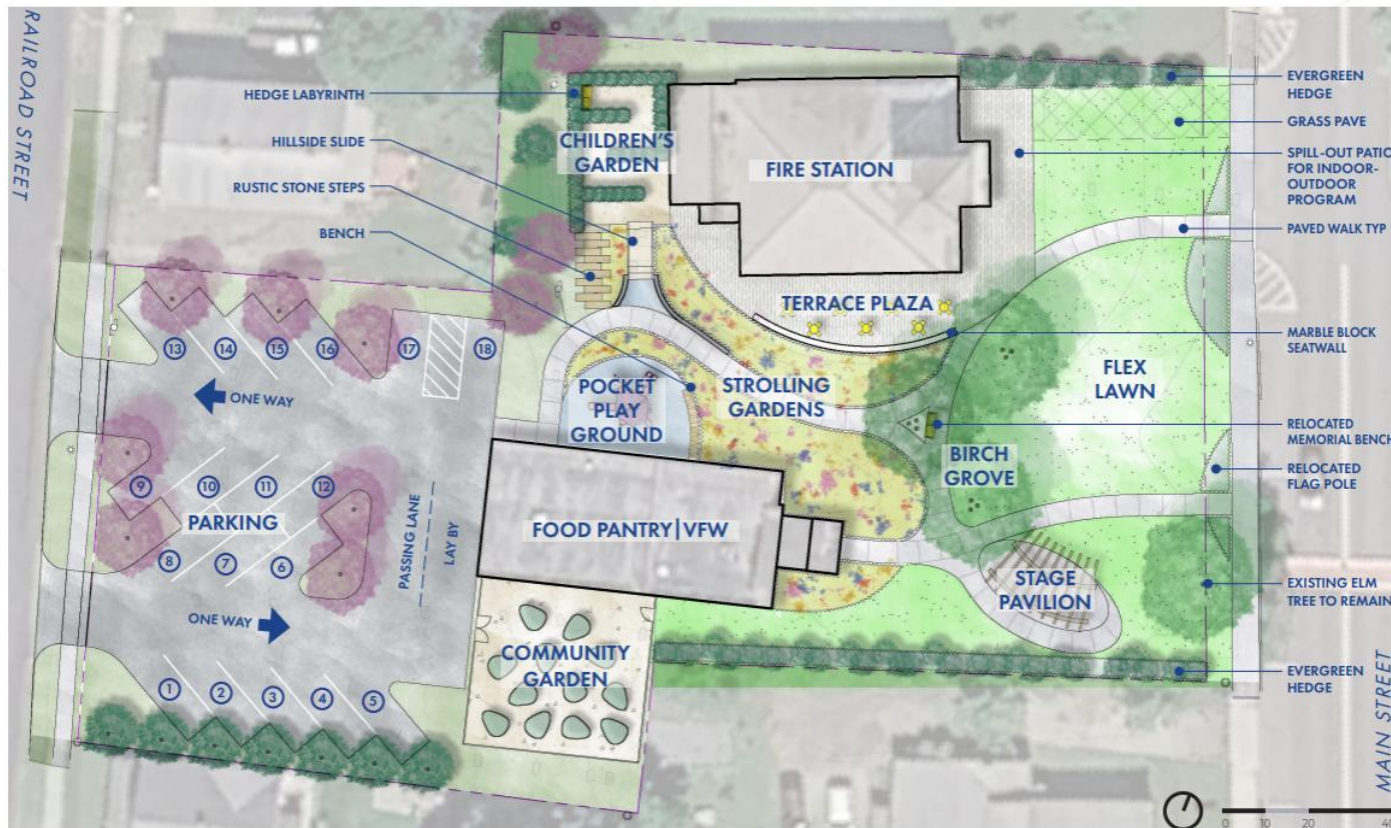 RAILROAD STREET
HEDGE LABYRINTH
HILLSIDE SLIDE
RUSTIC STONE STEPS
BENCH
CHILDREN'S
GARDEN
FIRE STATION
EVERGREEN
HEDGE
GRASS PAVE
SPILL-OUT PATIO
FOR INDOOR-
OUTDOOR
PROGRAM
PAVED WALK TYP
TERRACE PLAZA
MARBLE BLOCK
SEATWALL
FLEX
LAWN
13
14
15
16
17
18
ONE WAY
POCKET
PLAY
GROUND
STROLLING
GARDENS
RELOCATED
MEMORIAL BENCH
BIRCH
GROVE
RELOCATED
FLAG POLE
9
10
11
12
PARKING
8
7
6
PASSING LANE
LAY BY
FOOD PANTRY|VFW
STAGE
PAVILION
EXISTING ELM
TREE TO REMAIN
ONE WAY
COMMUNITY
GARDEN
EVERGREEN
HEDGE
1
2
3
4
5
MAIN STREET
0 10 20 40